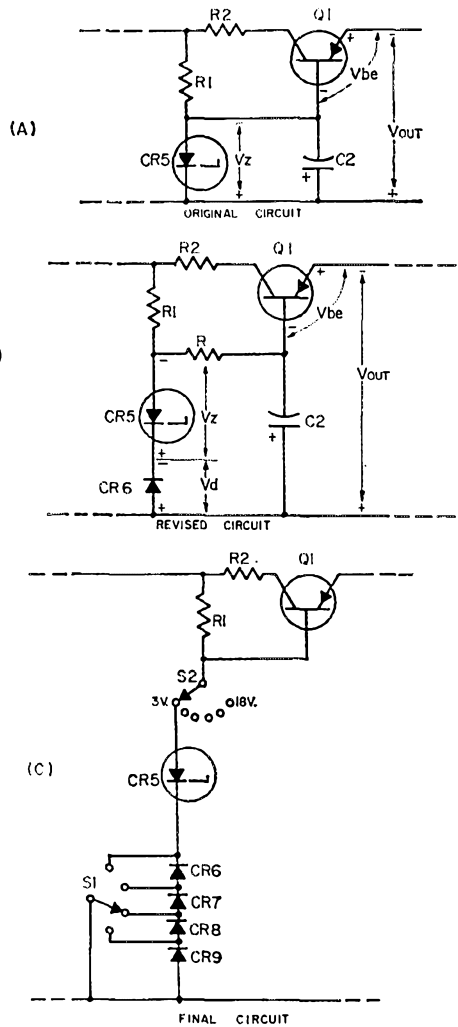 R2 Q1
R1
Vbe
(A)
CR5 Vz C2 VOUT
ORIGINAL CIRCUIT
R2 Q1
R1
Vbe
R
VOUT
CR5 Vz C2
CR6 Vd
REVISED CIRCUIT
R2. Q1
R1
S2
3V. 18V.
(C)
CR5
CR6
S1
CR7
CR8
CR9
FINAL CIRCUIT